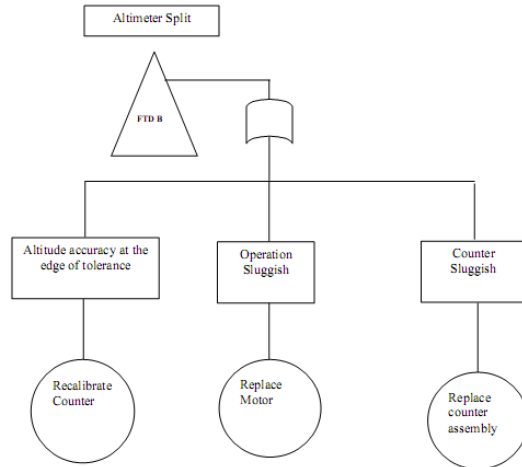 Altimeter Split
FTD B
Altitude accuracy at the
edge of tolerance
Operation
Sluggish
Counter
Sluggish
Recalibrate
Counter
Replace
Motor
Replace
counter
assembly